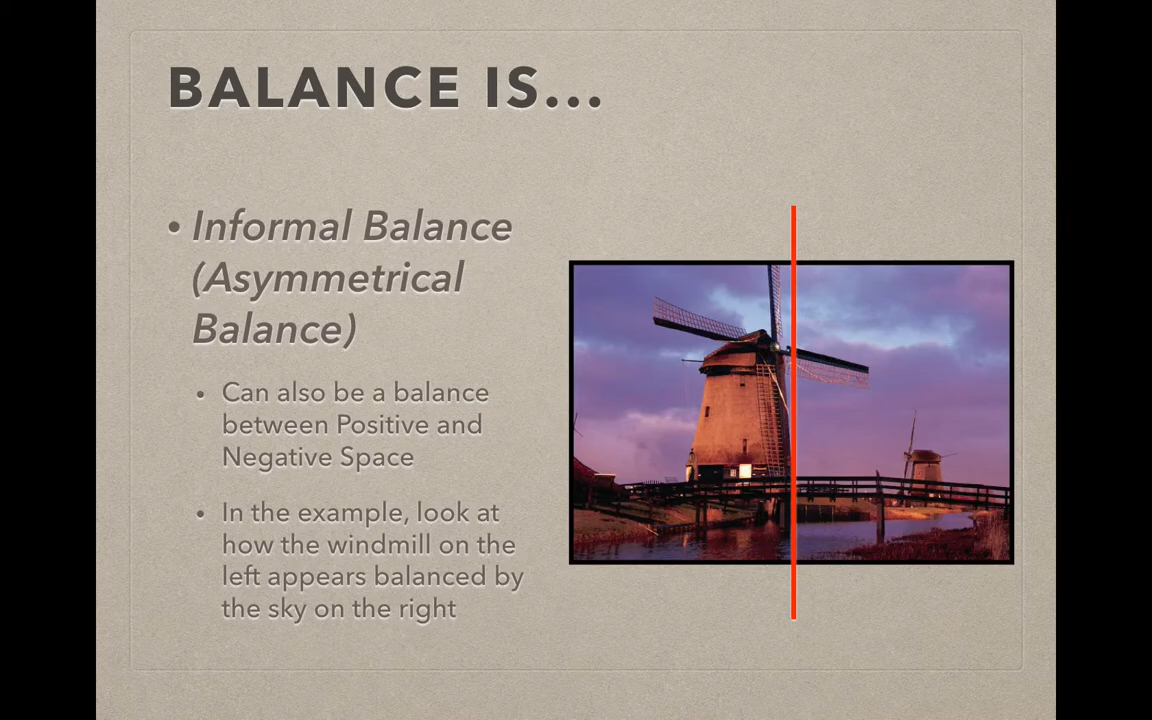 BALANCE IS...
• Informal Balance
(Asymmetrical
Balance)
• Can also be a balance
between Positive and
Negative Space
• In the example, look at
how the windmill on the
left appears balanced by
the sky on the right